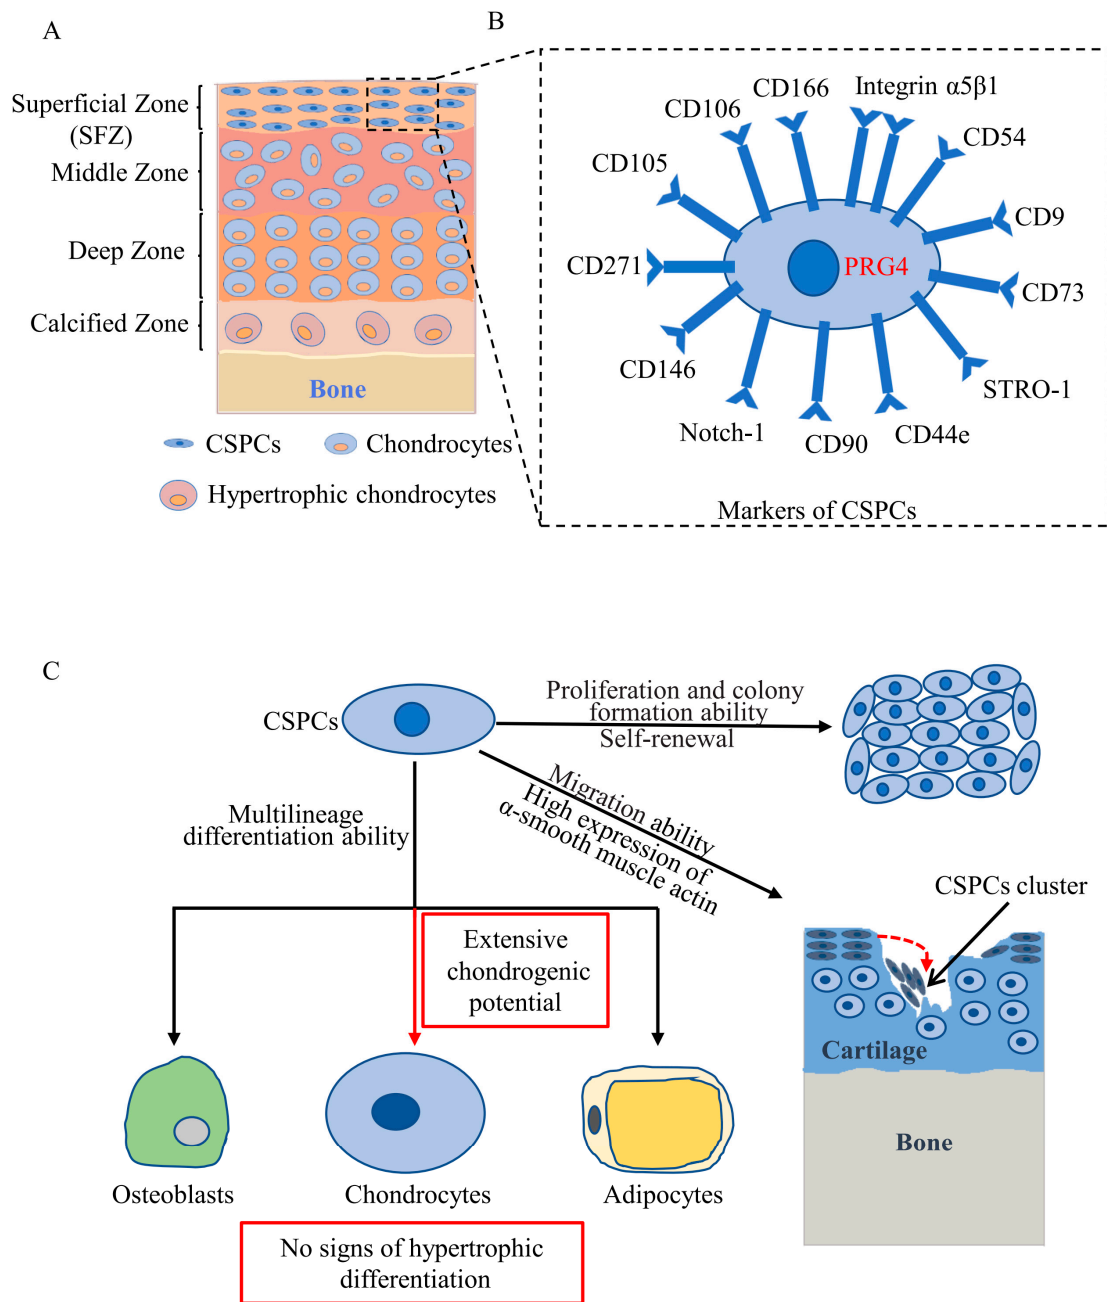 A
B
Superficial Zone
(SFZ)
Middle Zone
Deep Zone
Calcified Zone
Bone
CSPCs
Chondrocytes
Hypertrophic chondrocytes
CD166
Integrin α5β1
CD106
CD54
CD105
CD9
CD271
PRG4
CD73
CD146
STRO-1
Notch-1
CD90
CD44e
Markers of CSPCs
C
CSPCs
Proliferation and colony
formation ability
Self-renewal
Migration ability
High expression of
α-smooth muscle actin
Multilineage
differentiation ability
CSPCs cluster
Extensive
chondrogenic
potential
Cartilage
Bone
Osteoblasts
Chondrocytes
Adipocytes
No signs of hypertrophic
differentiation